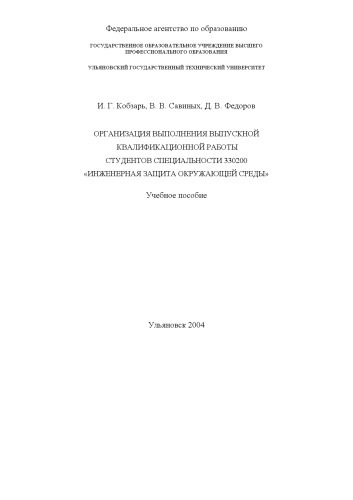 Федеральное агентство по образованию
ГОСУДАРСТВЕННОЕ ОБРАЗОВАТЕЛЬНОЕ УЧРЕЖДЕНИЕ ВЫСШЕГО
ПРОФЕССИОНАЛЬНОГО ОБРАЗОВАНИЯ
УЛЬЯНОВСКИЙ ГОСУДАРСТВЕННЫЙ ТЕХНИЧЕСКИЙ УНИВЕРСИТЕТ
И. Г. Кобзарь, В. В. Савиных, Д. В. Федоров
ОРГАНИЗАЦИЯ ВЫПОЛНЕНИЯ ВЫПУСКНОЙ
КВАЛИФИКАЦИОННОЙ РАБОТЫ
СТУДЕНТОВ СПЕЦИАЛЬНОСТИ 330200
«ИНЖЕНЕРНАЯ ЗАЩИТА ОКРУЖАЮЩЕЙ СРЕДЫ»
Учебное пособие
Ульяновск 2004